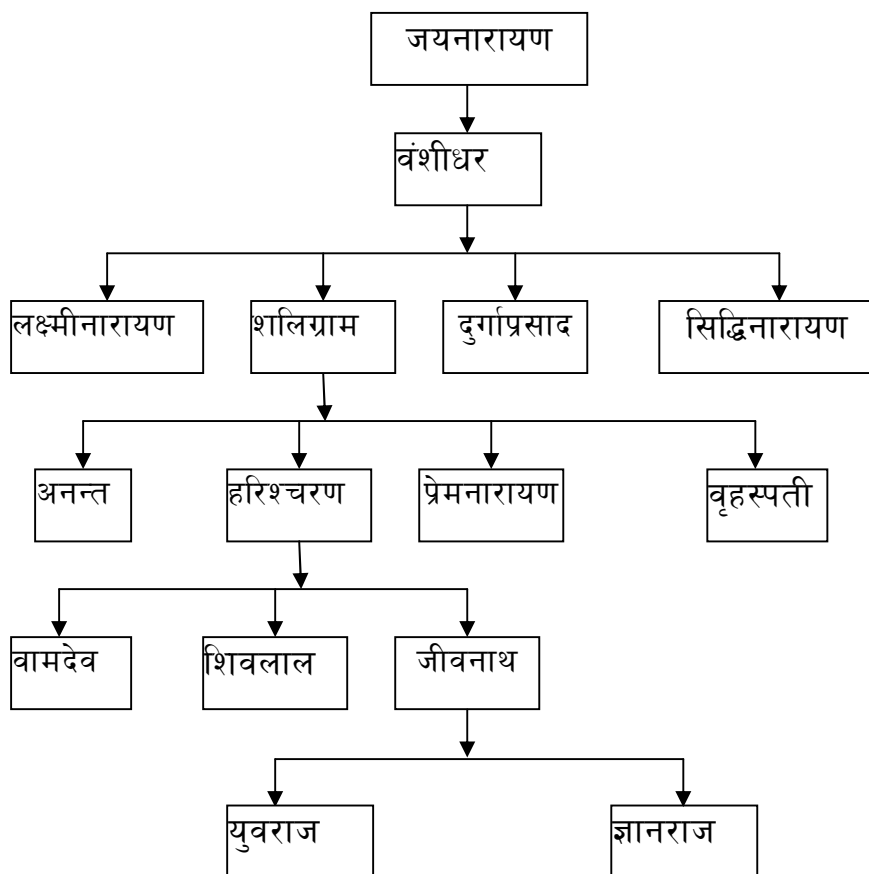 जयनारायण
वंशीधर
लक्ष्मीनारायण शलिग्राम दुर्गाप्रसाद सिद्धिनारायण
अनन्त हरिश्चरण प्रेमनारायण वृहस्पती
वामदेव शिवलाल जीवनाथ
युवराज ज्ञानराज